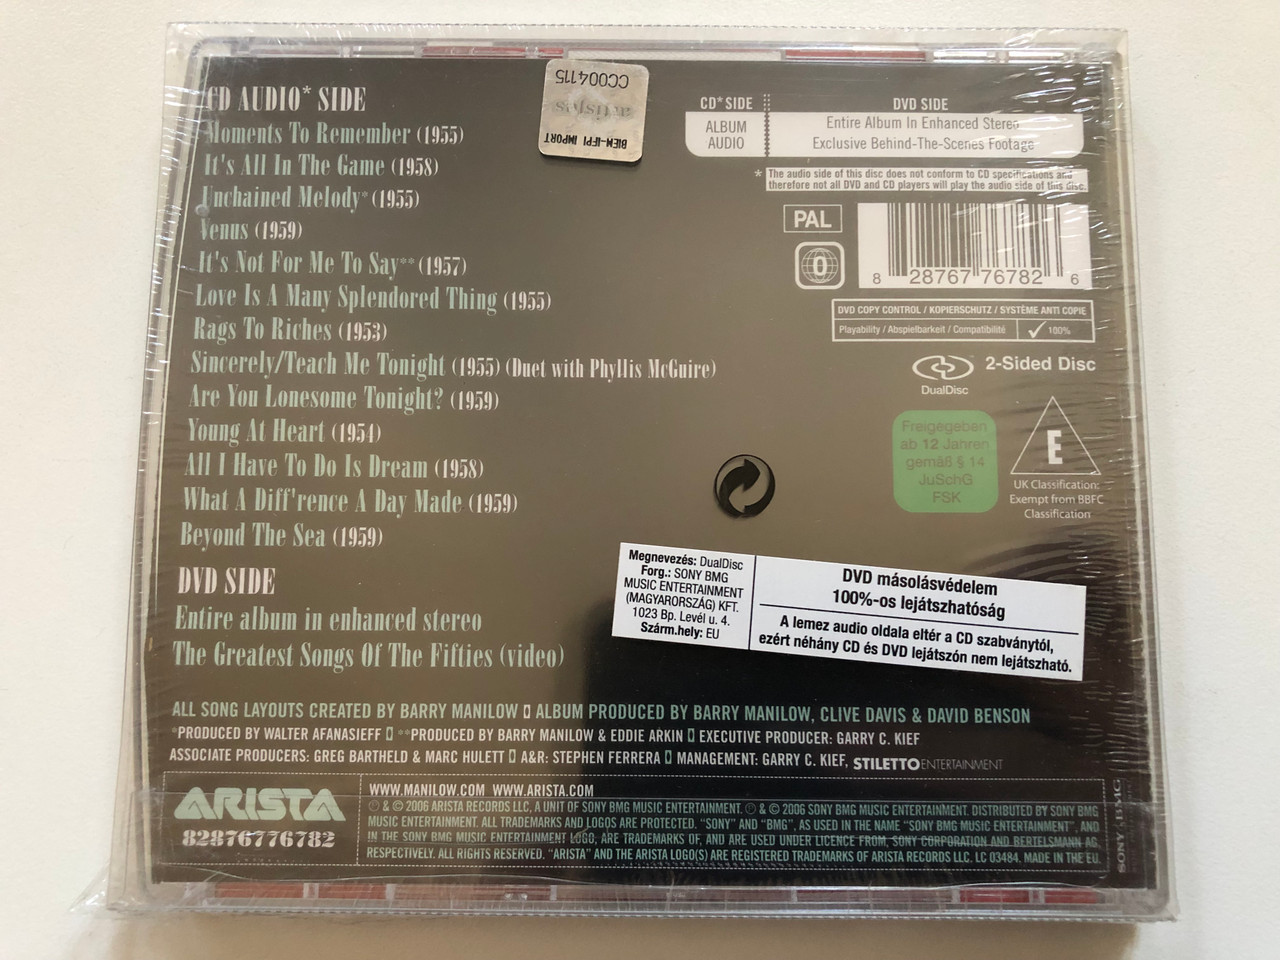 CD AUDIO* SIDE
Moments To Remember (1955)
It's All In The Game (1958)
Unchained Melody* (1955)
Venus (1959)
It's Not For Me To Say** (1957)
Love Is A Many Splendored Thing (1955)
Rags To Riches (1953)
Sincerely/Teach Me Tonight (1955) (Duet with Phyllis McGuire)
Are You Lonesome Tonight? (1959)
Young At Heart (1954)
All I Have To Do Is Dream (1958)
What A Diff'rence A Day Made (1959)
Beyond The Sea (1959)
DVD SIDE
Entire album in enhanced stereo
The Greatest Songs Of The Fifties (video)
CC004115
artisjus
BIEM-IFPI IMPORT
CD* SIDE
ALBUM
AUDIO
DVD SIDE
Entire Album In Enhanced Stereo
Exclusive Behind-The-Scenes Footage
* The audio side of this disc does not conform to CD specifications and
therefore not all DVD and CD players will play the audio side of this disc.
PAL
0
8 28767 76782 6
DVD COPY CONTROL / KOPIERSCHUTZ / SYSTÈME ANTI COPIE
Playability / Abspielbarkeit / Compatibilité ✓ 100%
DualDisc
2-Sided Disc
Freigegeben
ab 12 Jahren
gemäß § 14
JuSchG
FSK
E
UK Classification:
Exempt from BBFC
Classification
Megnevezés: DualDisc
Forg.: SONY BMG
MUSIC ENTERTAINMENT
(MAGYARORSZÁG) KFT.
1023 Bp. Levél u. 4.
Szárm.hely: EU
DVD másolásvédelem
100%-os lejátszhatóság
A lemez audio oldala eltér a CD szabványtól,
ezért néhány CD és DVD lejátszón nem lejátszható.
ALL SONG LAYOUTS CREATED BY BARRY MANILOW ▯ ALBUM PRODUCED BY BARRY MANILOW, CLIVE DAVIS & DAVID BENSON
*PRODUCED BY WALTER AFANASIEFF ▯ **PRODUCED BY BARRY MANILOW & EDDIE ARKIN ▯ EXECUTIVE PRODUCER: GARRY C. KIEF
ASSOCIATE PRODUCERS: GREG BARTHELD & MARC HULETT ▯ A&R: STEPHEN FERRERA ▯ MANAGEMENT: GARRY C. KIEF, STILETTOENTERTAINMENT
ARISTA
82876776782
WWW.MANILOW.COM WWW.ARISTA.COM
℗ & © 2006 ARISTA RECORDS LLC, A UNIT OF SONY BMG MUSIC ENTERTAINMENT. ℗ & © 2006 SONY BMG MUSIC ENTERTAINMENT. DISTRIBUTED BY SONY BMG
MUSIC ENTERTAINMENT. ALL TRADEMARKS AND LOGOS ARE PROTECTED. "SONY" AND "BMG", AS USED IN THE NAME "SONY BMG MUSIC ENTERTAINMENT", AND
IN THE SONY BMG MUSIC ENTERTAINMENT LOGO, ARE TRADEMARKS OF, AND ARE USED UNDER LICENCE FROM, SONY CORPORATION AND BERTELSMANN AG,
RESPECTIVELY. ALL RIGHTS RESERVED. "ARISTA" AND THE ARISTA LOGO(S) ARE REGISTERED TRADEMARKS OF ARISTA RECORDS LLC. LC 03484. MADE IN THE EU.
SONY BMG